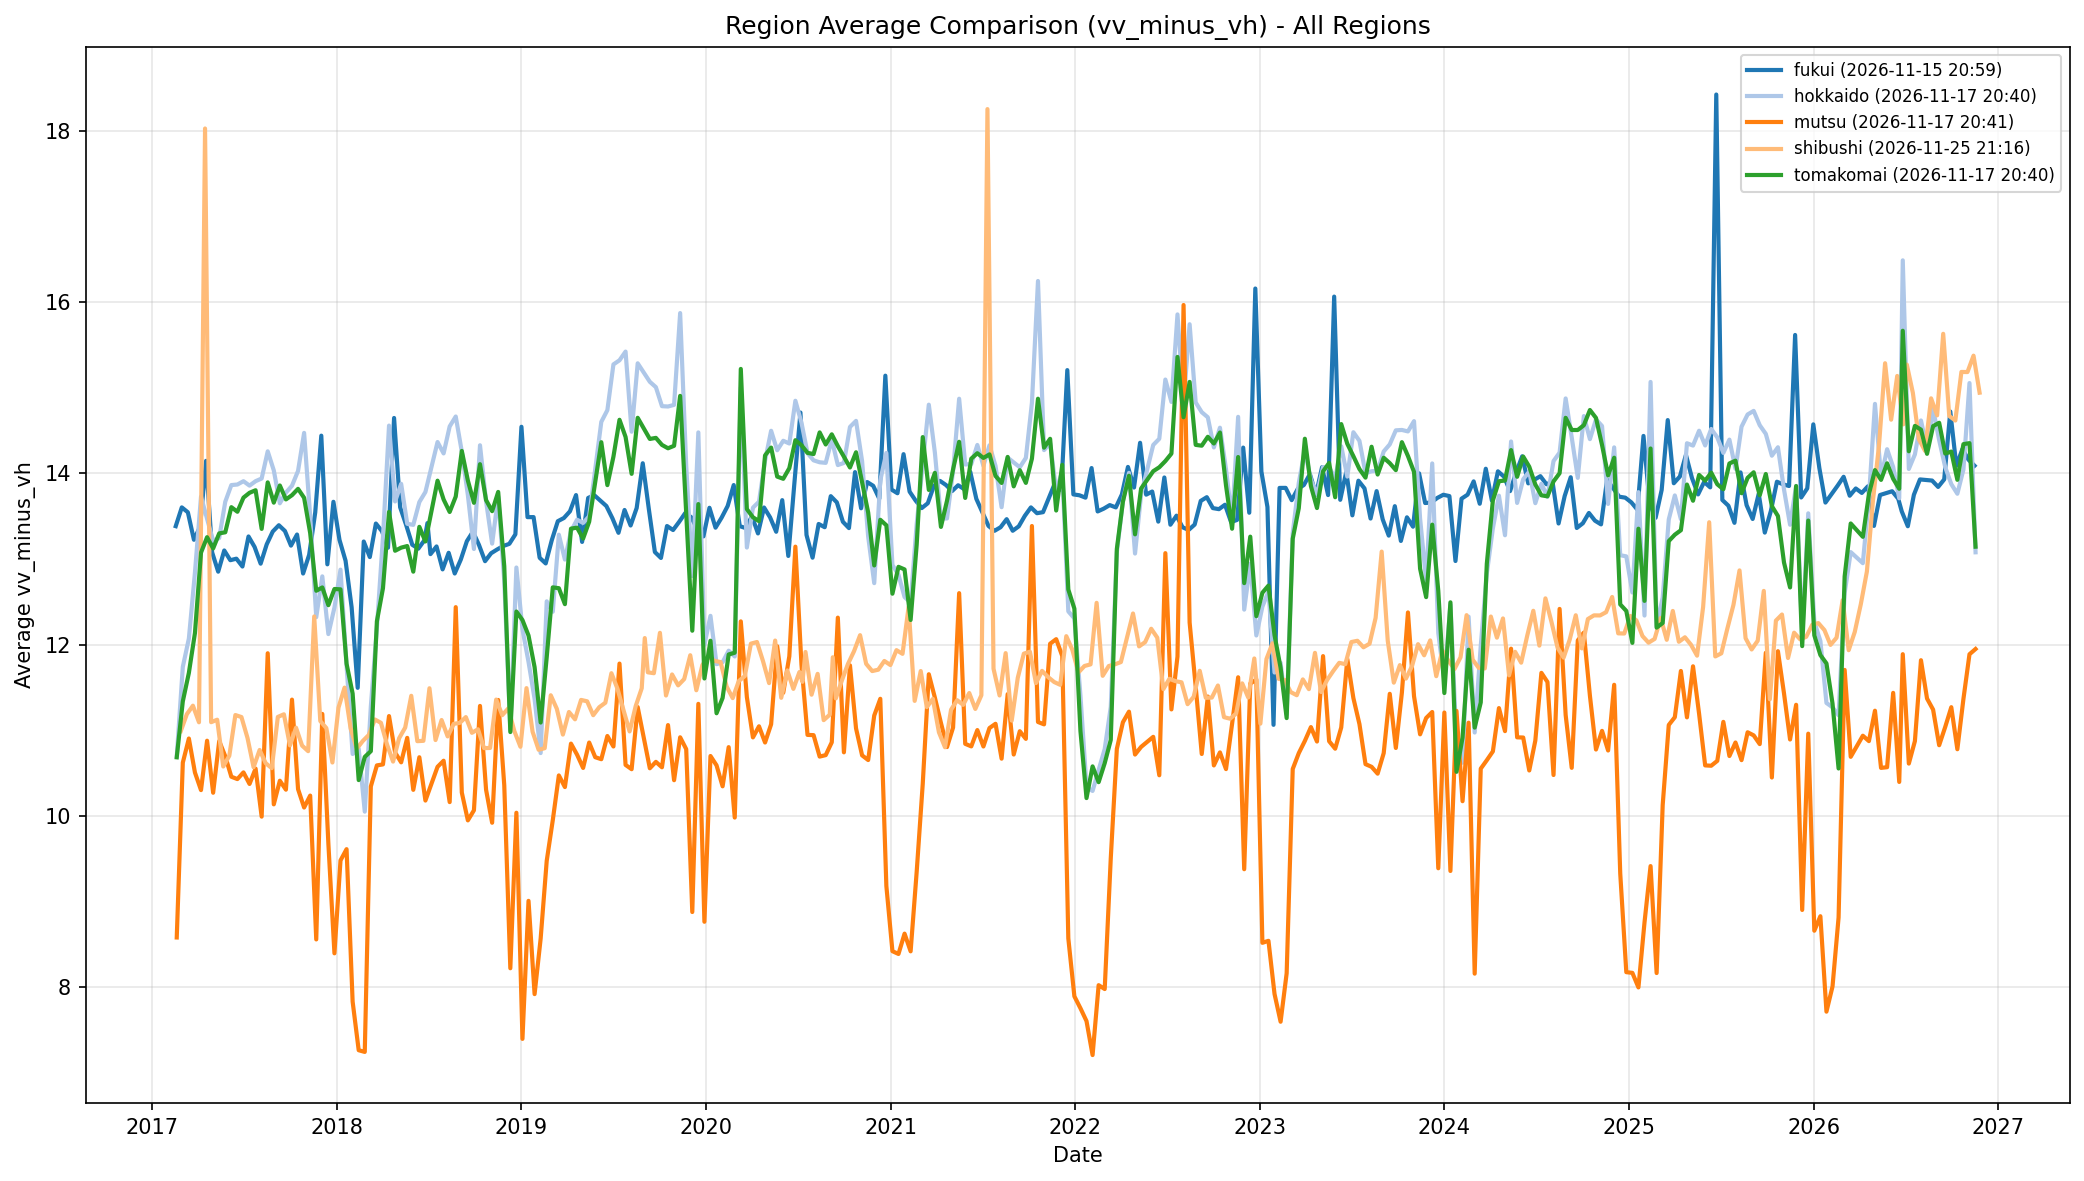 Region Average Comparison (vv_minus_vh) - All Regions
fukui (2026-11-15 20:59)
hokkaido (2026-11-17 20:40)
mutsu (2026-11-17 20:41)
shibushi (2026-11-25 21:16)
tomakomai (2026-11-17 20:40)
Average vv_minus_vh
18
16
14
12
10
8
2017 2018 2019 2020 2021 2022 2023 2024 2025 2026 2027
Date